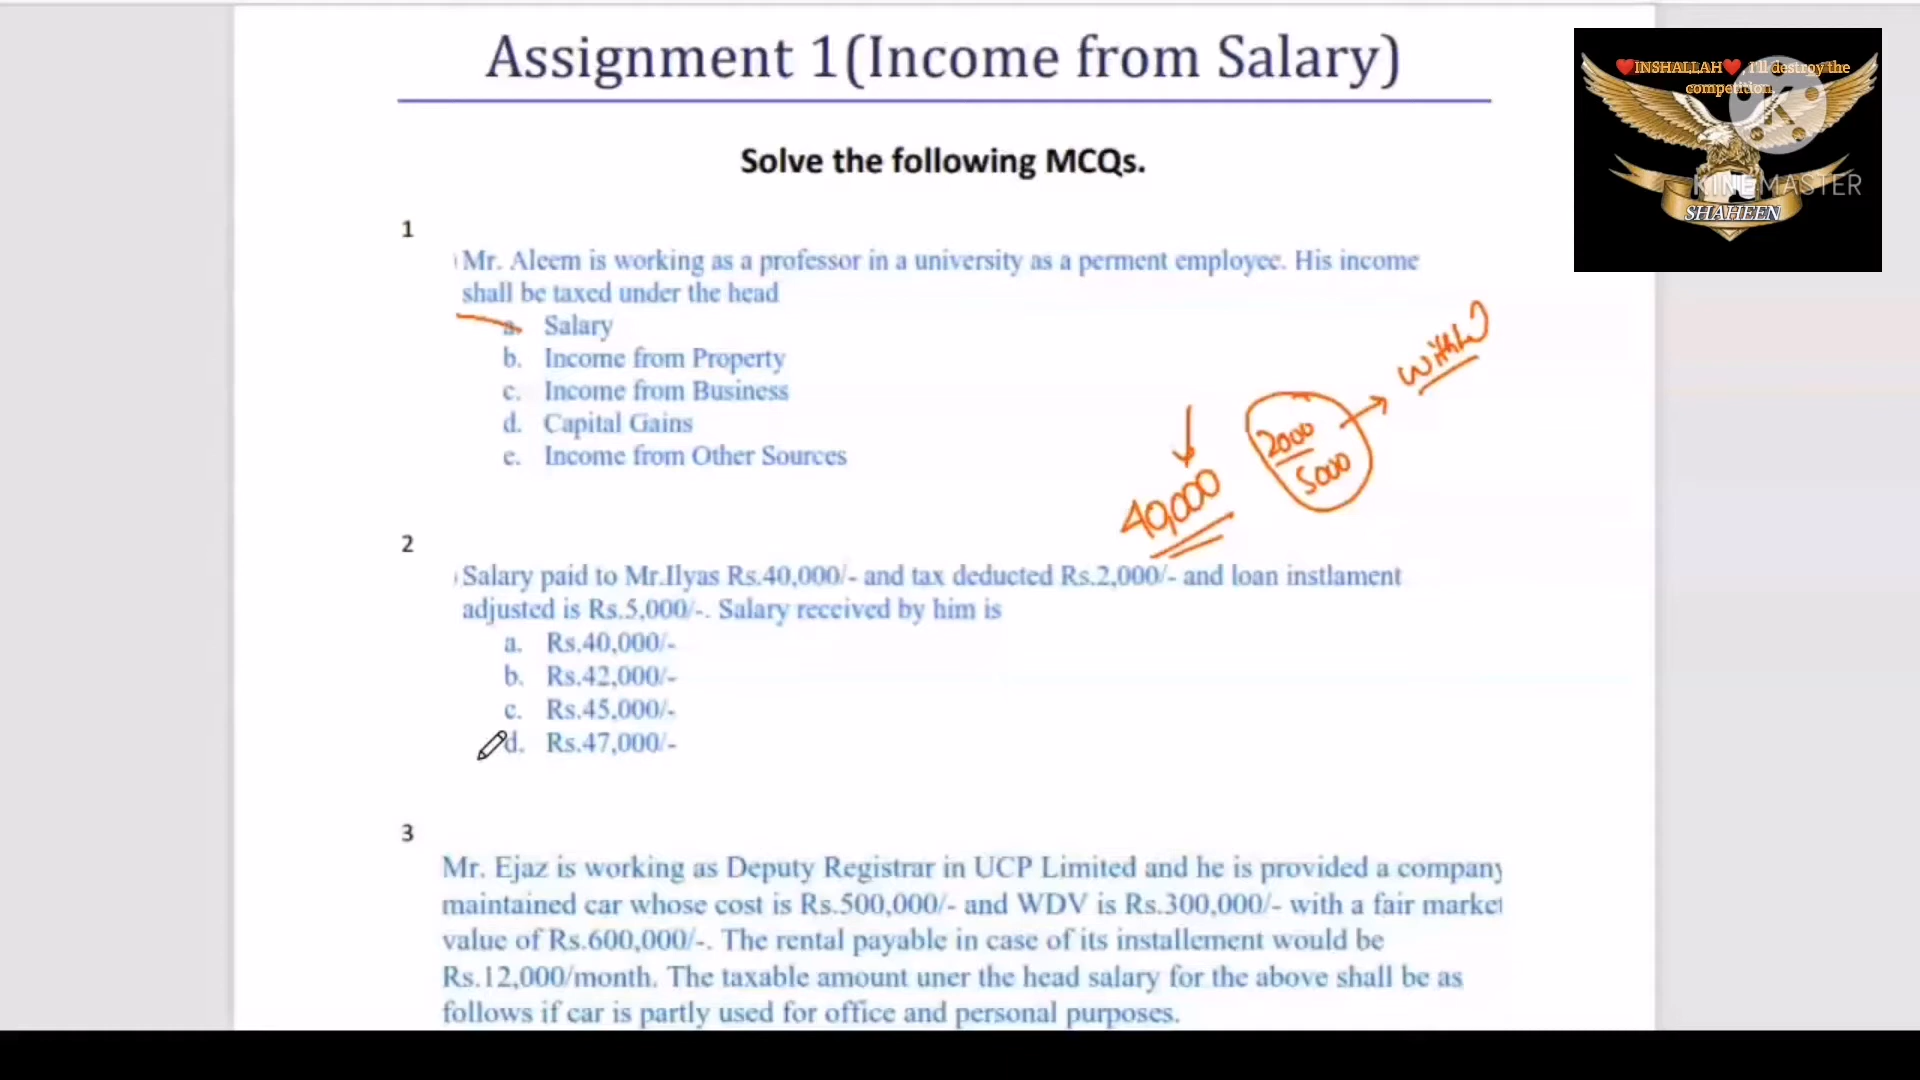 Assignment 1(Income from Salary)
❤️INSHALLAH❤️, I'll destroy the
competition.
KINEMASTER
SHAHEEN
Solve the following MCQs.
1
Mr. Aleem is working as a professor in a university as a perment employee. His income
shall be taxed under the head
a. Salary
b. Income from Property
c. Income from Business
d. Capital Gains
e. Income from Other Sources
2000
5000
40,000
2
Salary paid to Mr.Ilyas Rs.40,000/- and tax deducted Rs.2,000/- and loan instlament
adjusted is Rs.5,000/-. Salary received by him is
a. Rs.40,000/-
b. Rs.42,000/-
c. Rs.45,000/-
d. Rs.47,000/-
3
Mr. Ejaz is working as Deputy Registrar in UCP Limited and he is provided a company
maintained car whose cost is Rs.500,000/- and WDV is Rs.300,000/- with a fair market
value of Rs.600,000/-. The rental payable in case of its installement would be
Rs.12,000/month. The taxable amount uner the head salary for the above shall be as
follows if car is partly used for office and personal purposes.